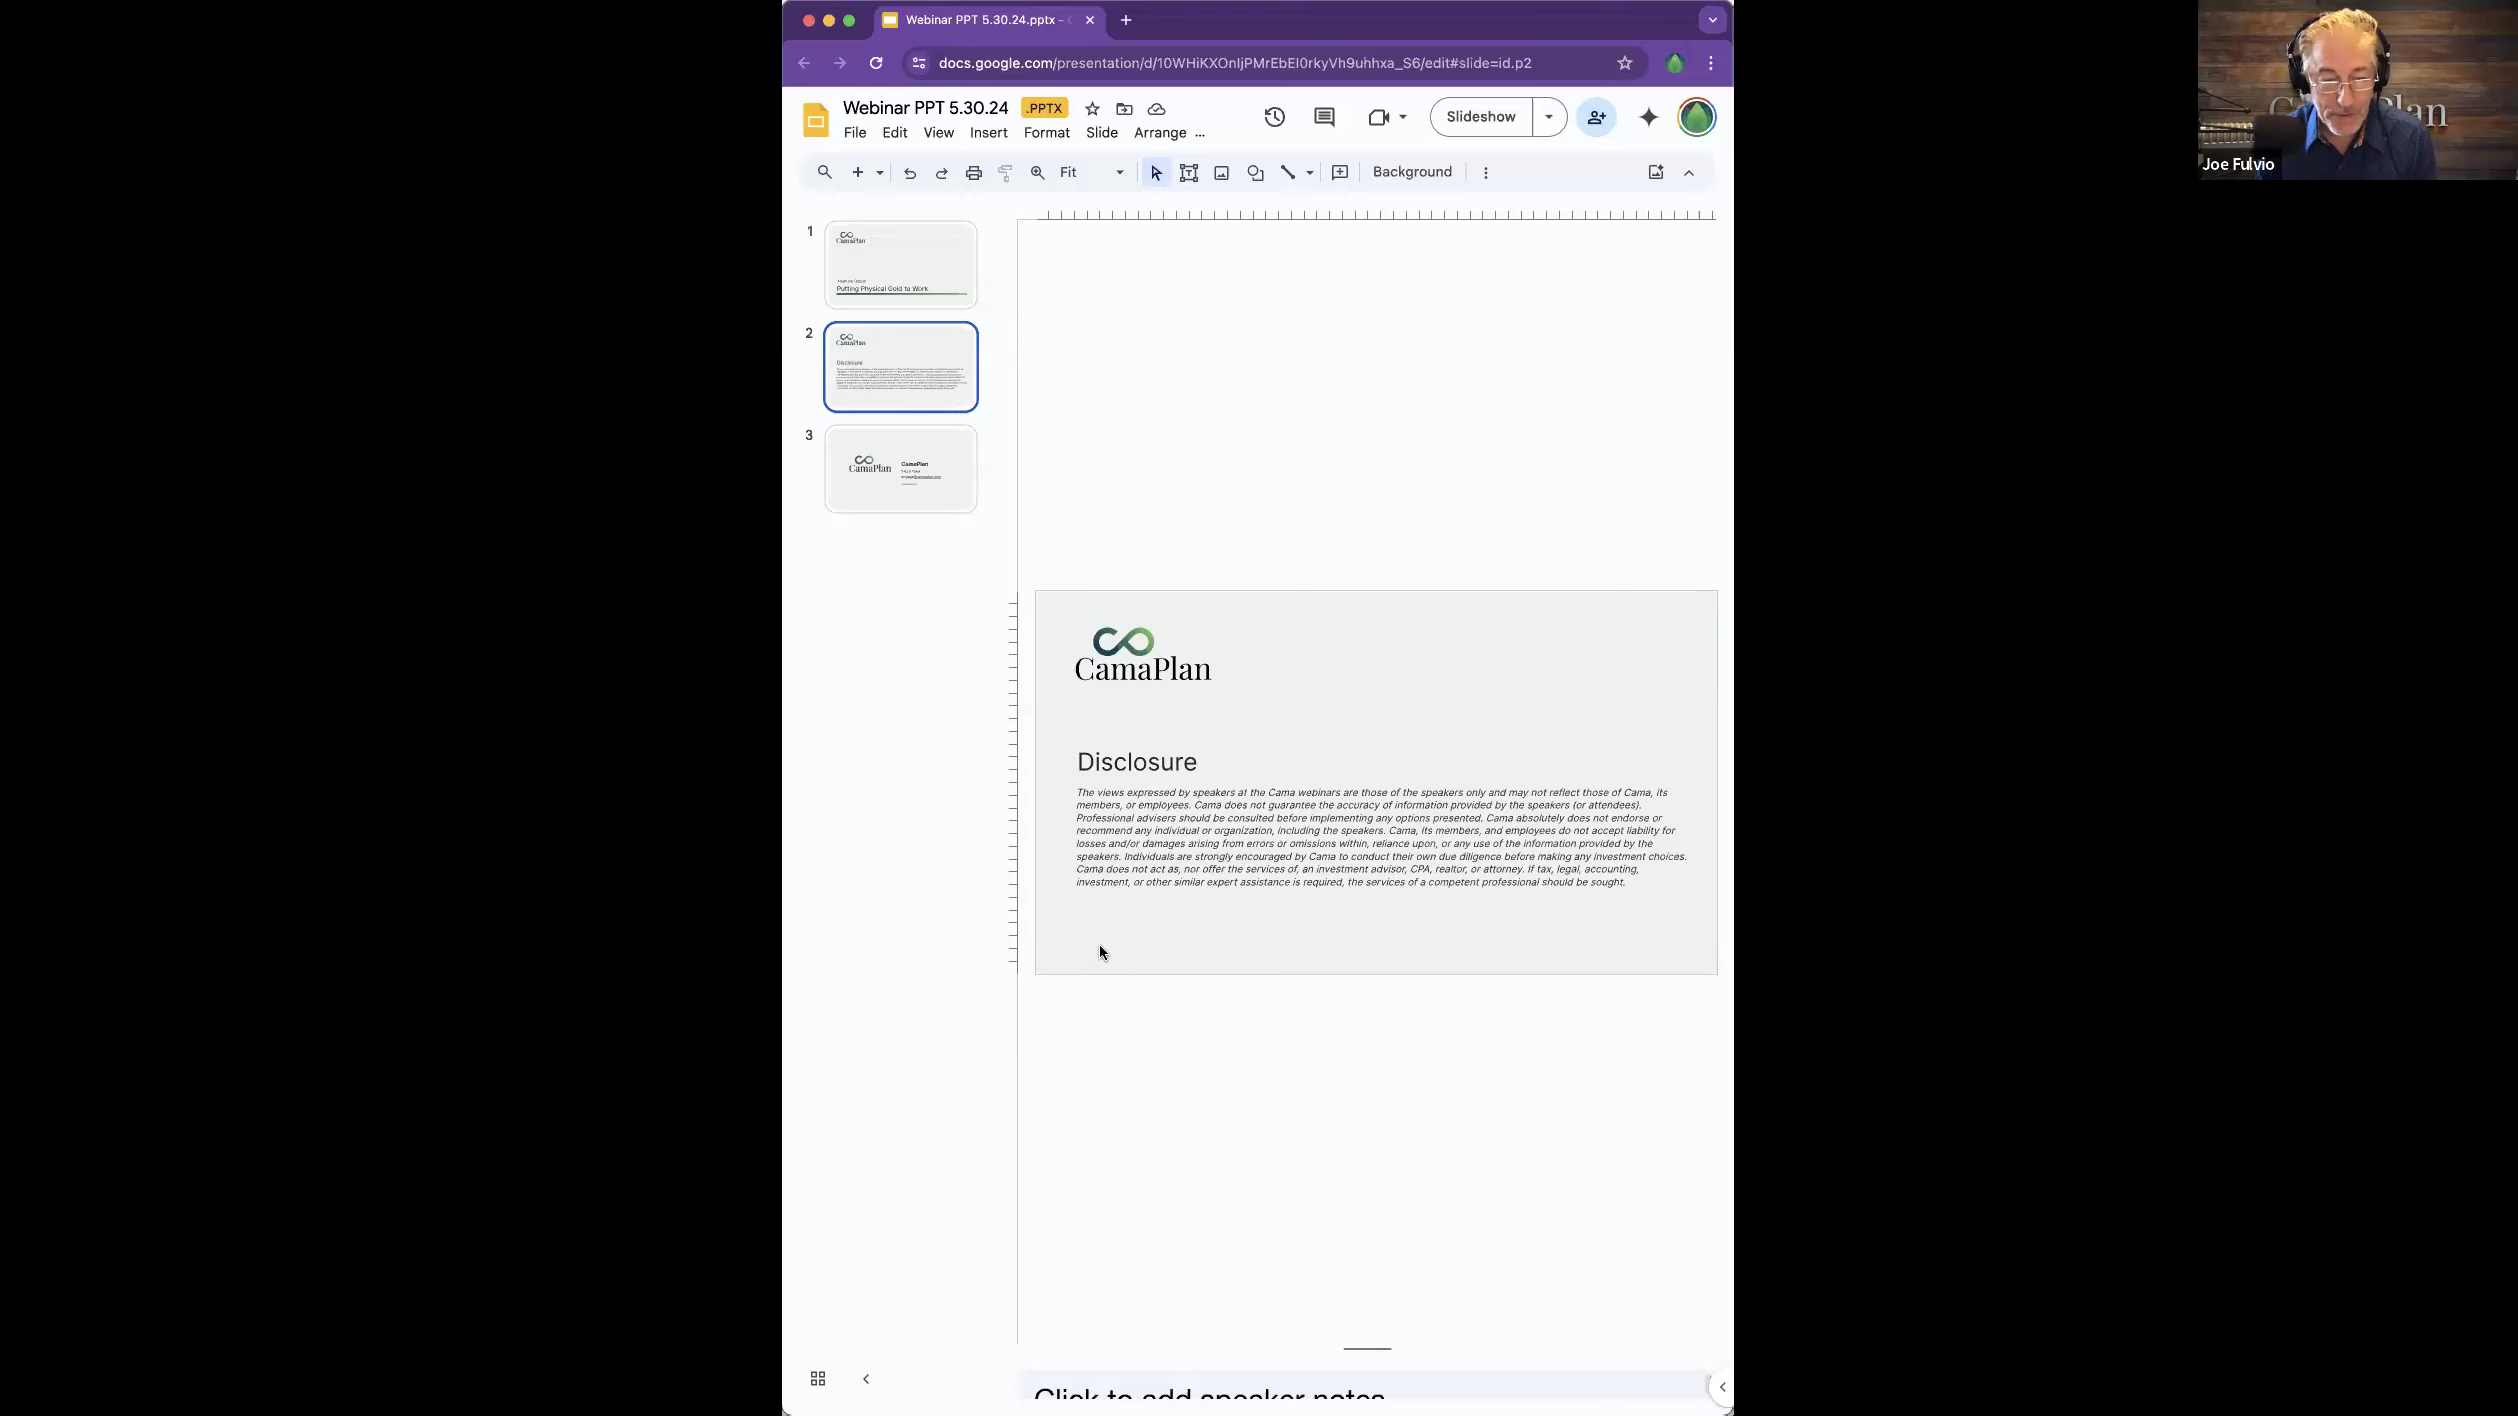 Webinar PPT 5.30.24.pptx -
docs.google.com/presentation/d/10WHiKXOnljPMrEbEl0rkyVh9uhhxa_S6/edit#slide=id.p2
Webinar PPT 5.30.24 .PPTX
Slideshow
File Edit View Insert Format Slide Arrange ...
Fit Background
1
CamaPlan
Putting Physical Gold to Work
2
CamaPlan
Disclosure
3
CamaPlan
CamaPlan
CamaPlan
Disclosure
The views expressed by speakers at the Cama webinars are those of the speakers only and may not reflect those of Cama, its
members, or employees. Cama does not guarantee the accuracy of information provided by the speakers (or attendees).
Professional advisers should be consulted before implementing any options presented. Cama absolutely does not endorse or
recommend any individual or organization, including the speakers. Cama, its members, and employees do not accept liability for
losses and/or damages arising from errors or omissions within, reliance upon, or any use of the information provided by the
speakers. Individuals are strongly encouraged by Cama to conduct their own due diligence before making any investment choices.
Cama does not act as, nor offer the services of, an investment advisor, CPA, realtor, or attorney. If tax, legal, accounting,
investment, or other similar expert assistance is required, the services of a competent professional should be sought.
Click to add speaker notes
Joe Fulvio